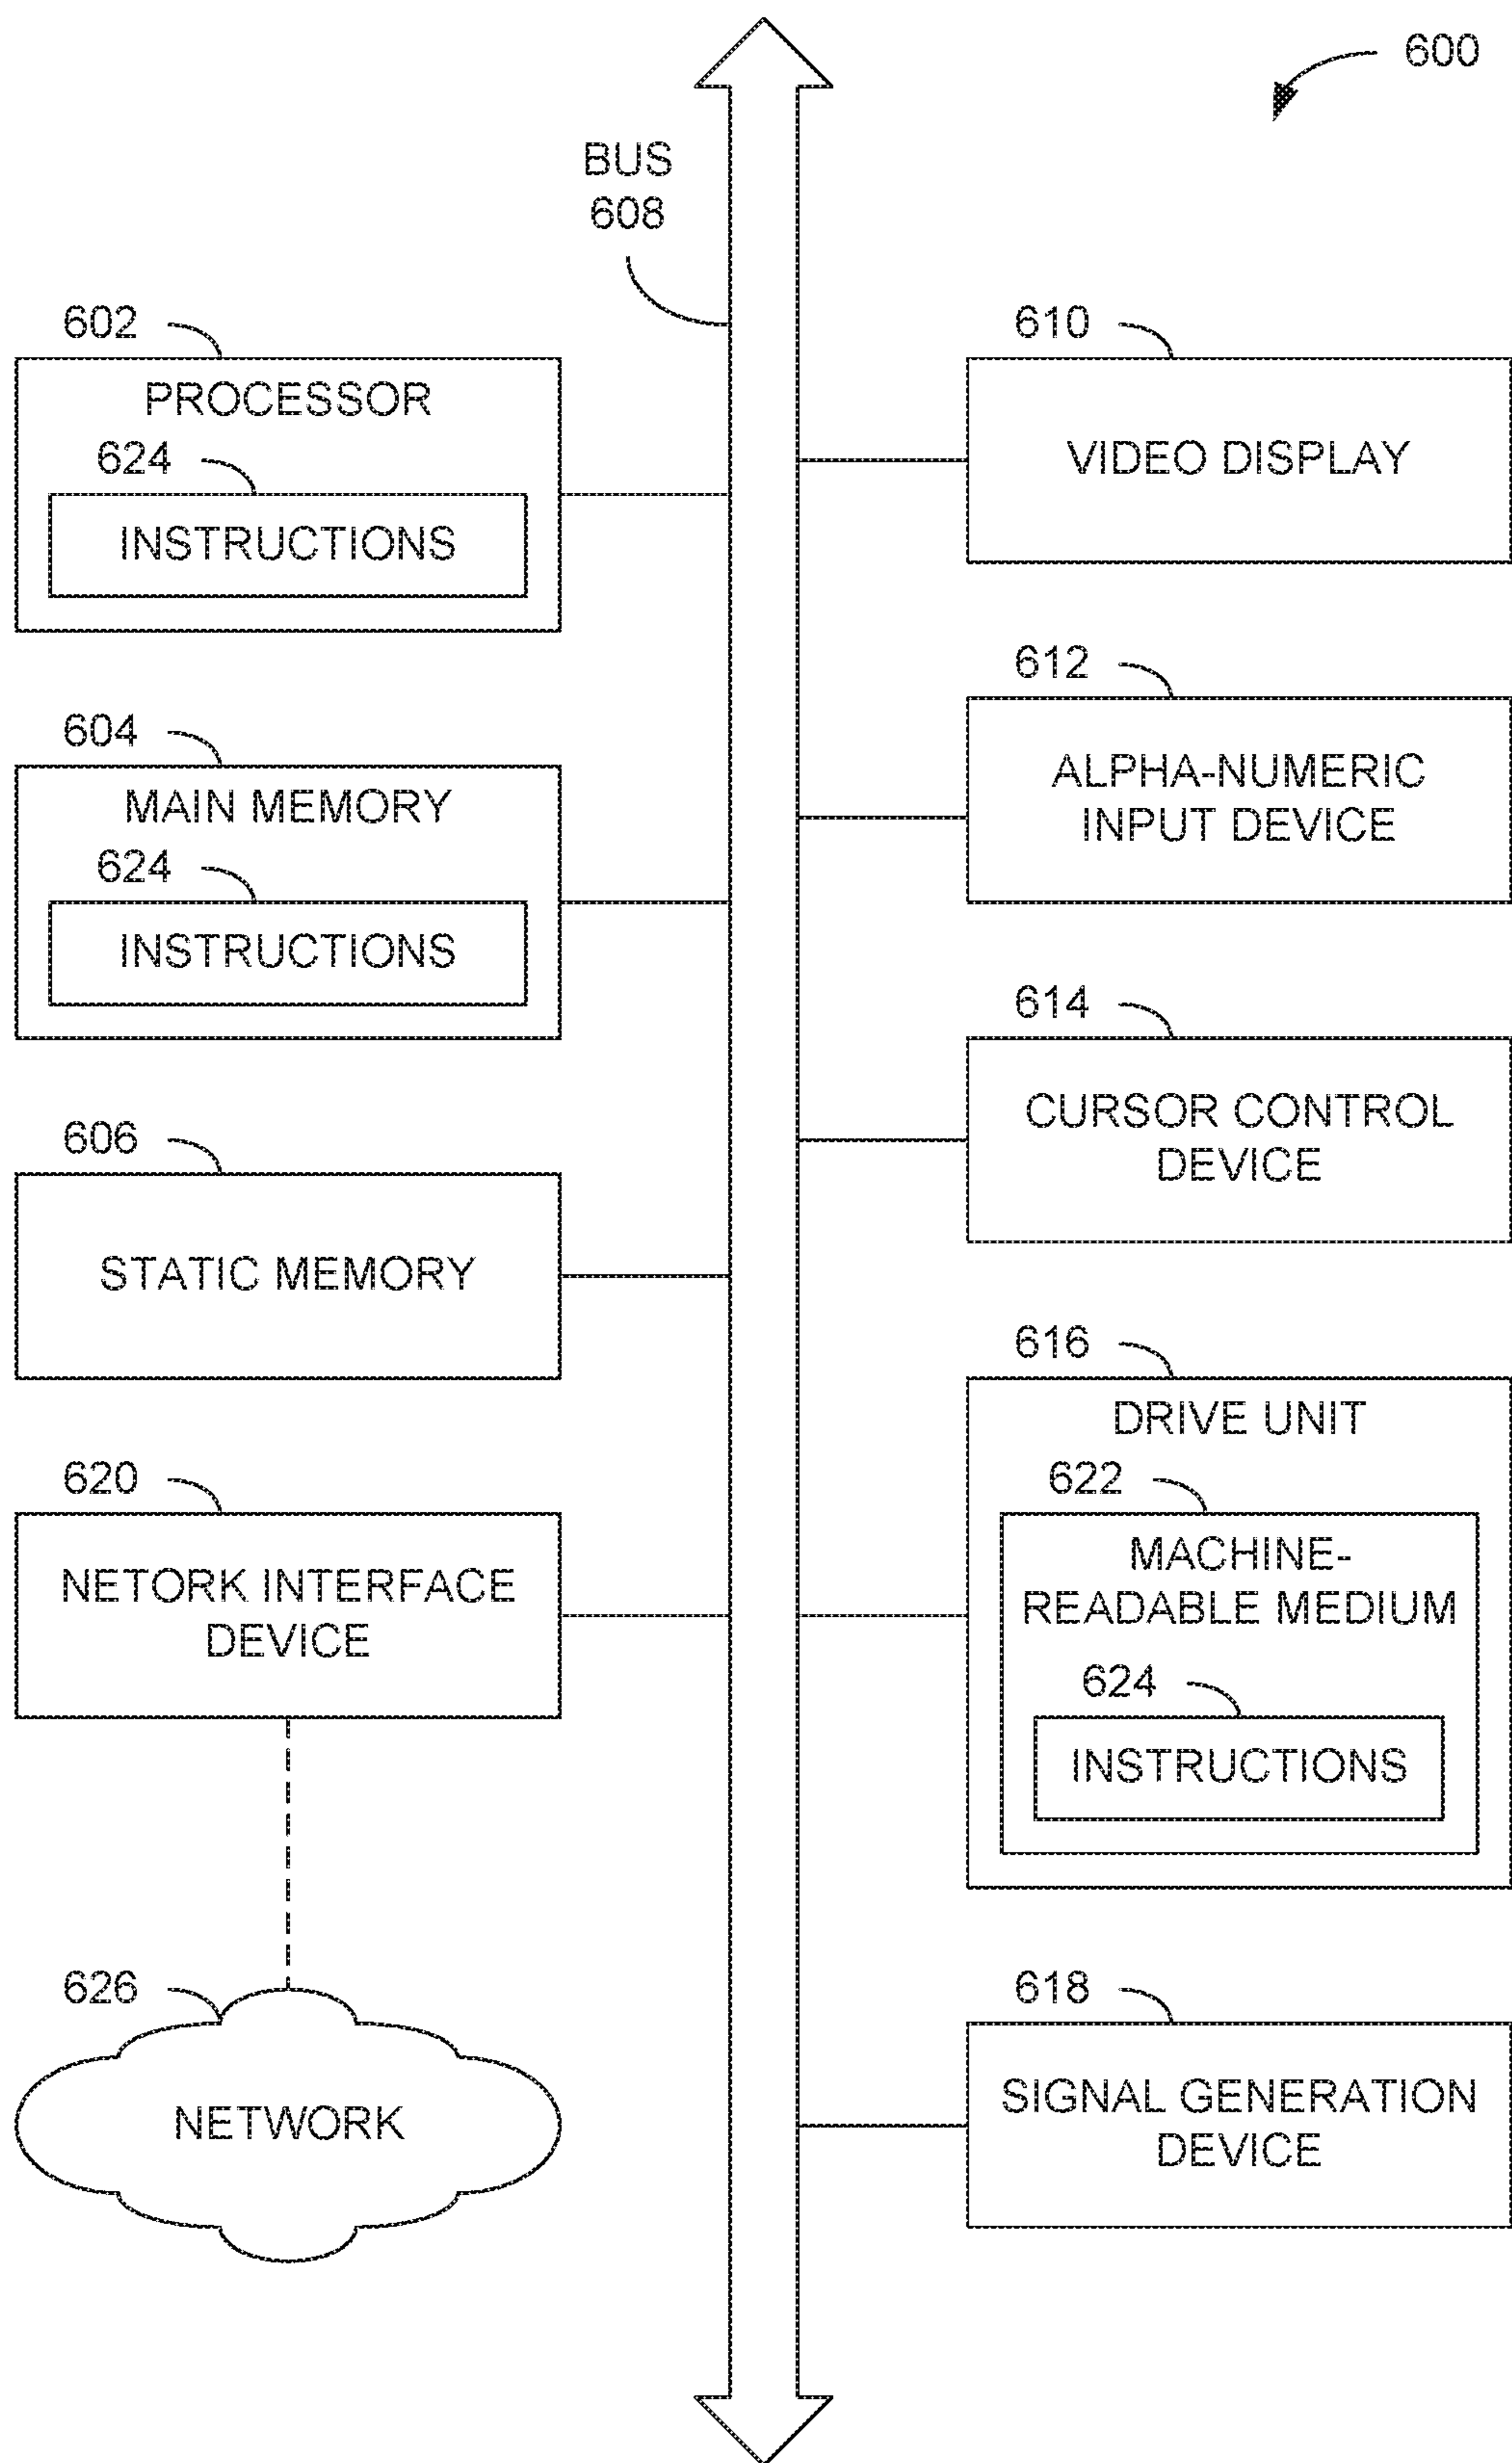 600
BUS
608
602
PROCESSOR
624
INSTRUCTIONS
604
MAIN MEMORY
624
INSTRUCTIONS
606
STATIC MEMORY
620
NETORK INTERFACE
DEVICE
626
NETWORK
610
VIDEO DISPLAY
612
ALPHA-NUMERIC
INPUT DEVICE
614
CURSOR CONTROL
DEVICE
616
DRIVE UNIT
622
MACHINE-
READABLE MEDIUM
624
INSTRUCTIONS
618
SIGNAL GENERATION
DEVICE